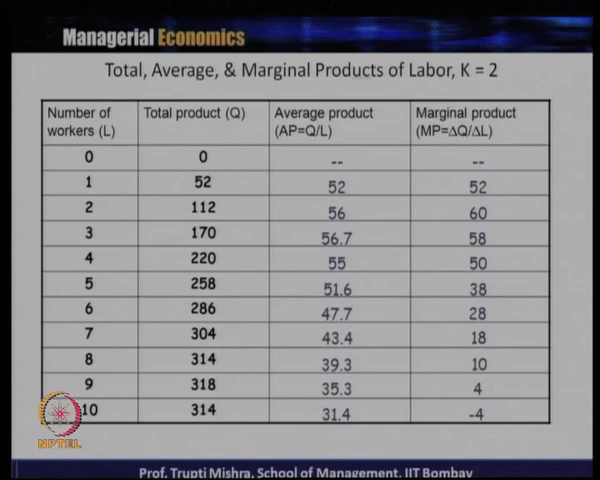 Managerial Economics
Total, Average, & Marginal Products of Labor, K = 2
Number of workers (L) Total product (Q) Average product (AP=Q/L) Marginal product (MP=ΔQ/ΔL)
0 0 -- --
1 52 52 52
2 112 56 60
3 170 56.7 58
4 220 55 50
5 258 51.6 38
6 286 47.7 28
7 304 43.4 18
8 314 39.3 10
9 318 35.3 4
10 314 31.4 -4
NPTEL
Prof. Trupti Mishra, School of Management, IIT Bombay